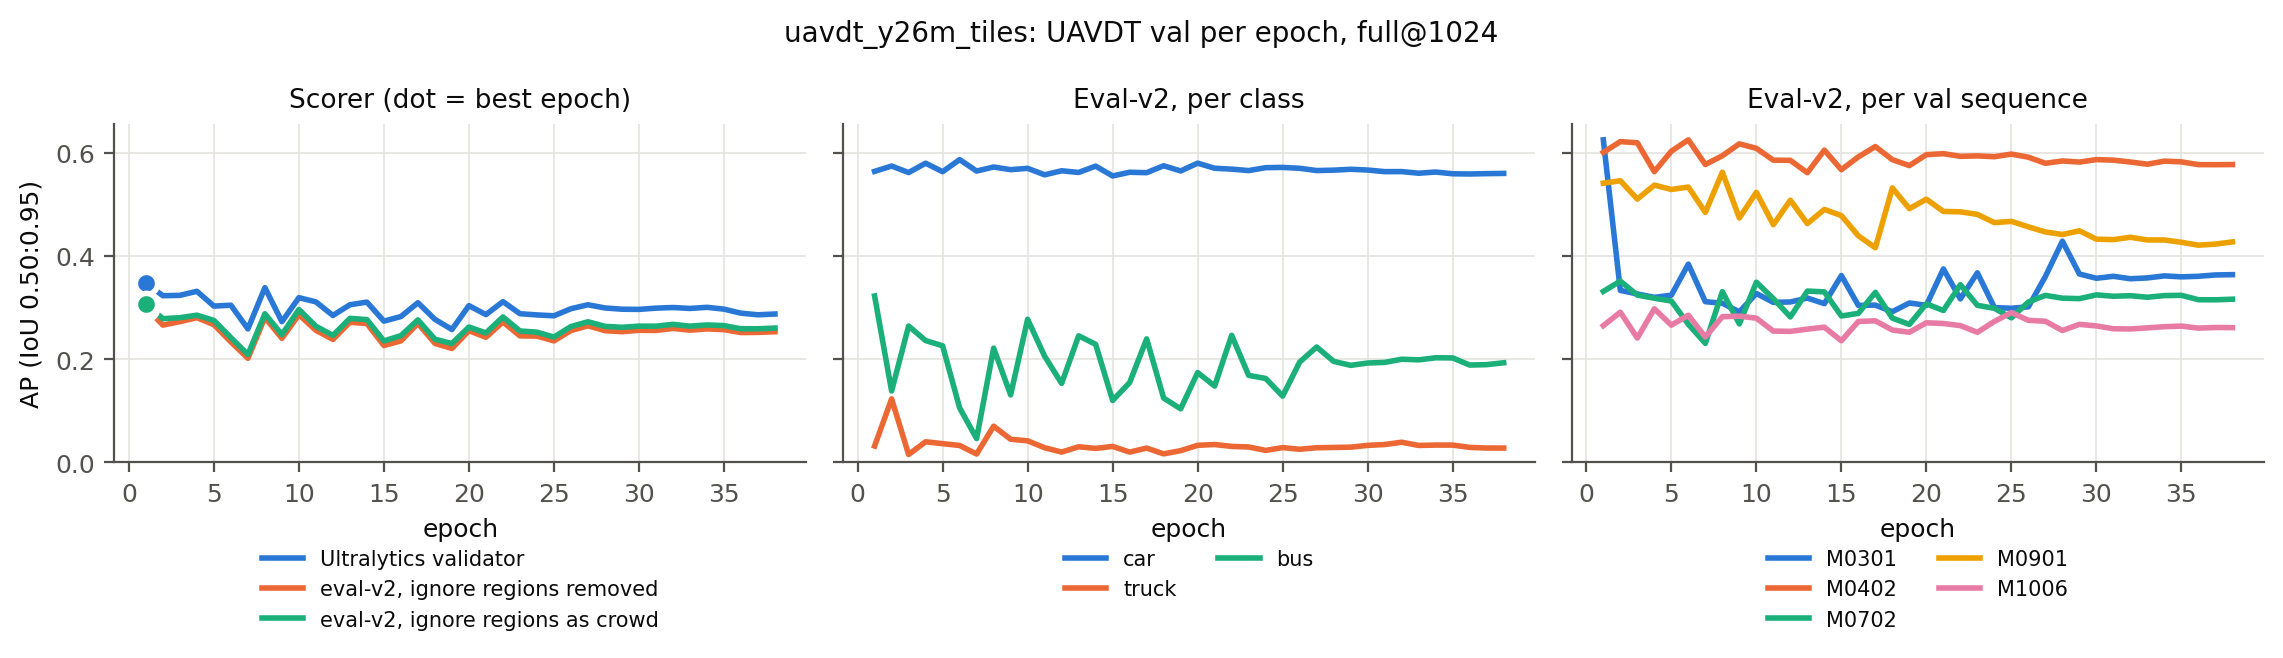 uavdt_y26m_tiles: UAVDT val per epoch, full@1024
Scorer (dot = best epoch)
AP (IoU 0.50:0.95)
0.6
0.4
0.2
0.0
0 5 10 15 20 25 30 35
epoch
Ultralytics validator
eval-v2, ignore regions removed
eval-v2, ignore regions as crowd
Eval-v2, per class
0 5 10 15 20 25 30 35
epoch
car bus
truck
Eval-v2, per val sequence
0 5 10 15 20 25 30 35
epoch
M0301 M0901
M0402 M1006
M0702